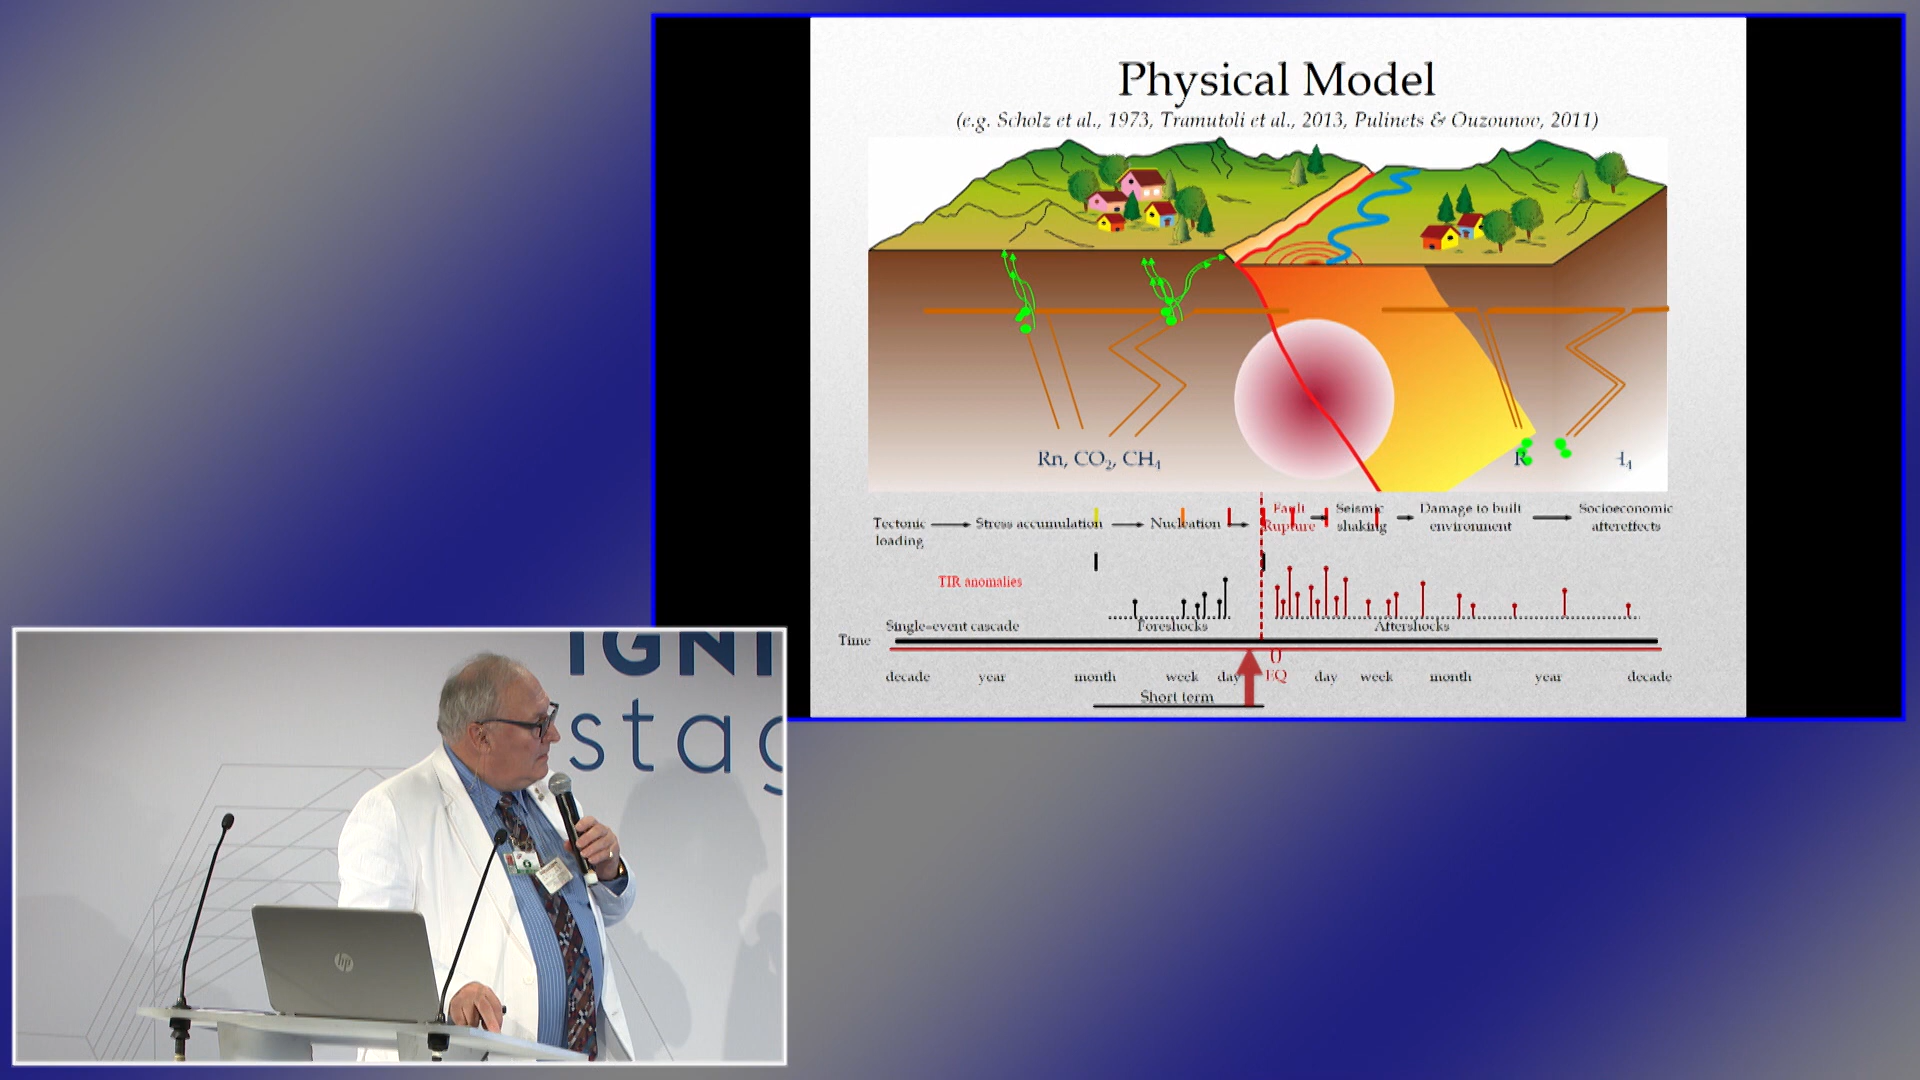 Physical Model
(e.g. Scholz et al., 1973, Tramutoli et al., 2013, Pulinets & Ouzounov, 2011)
Rn, CO₂, CH₄
R
Tectonic loading
Stress accumulation
Nucleation
Fault Rupture
Seismic shaking
Damage to built environment
Socioeconomic aftereffects
TIR anomalies
Single-event cascade
Foreshocks
Aftershocks
Time
0
decade year month week day EQ day week month year decade
Short term
IGNI
stag
hp